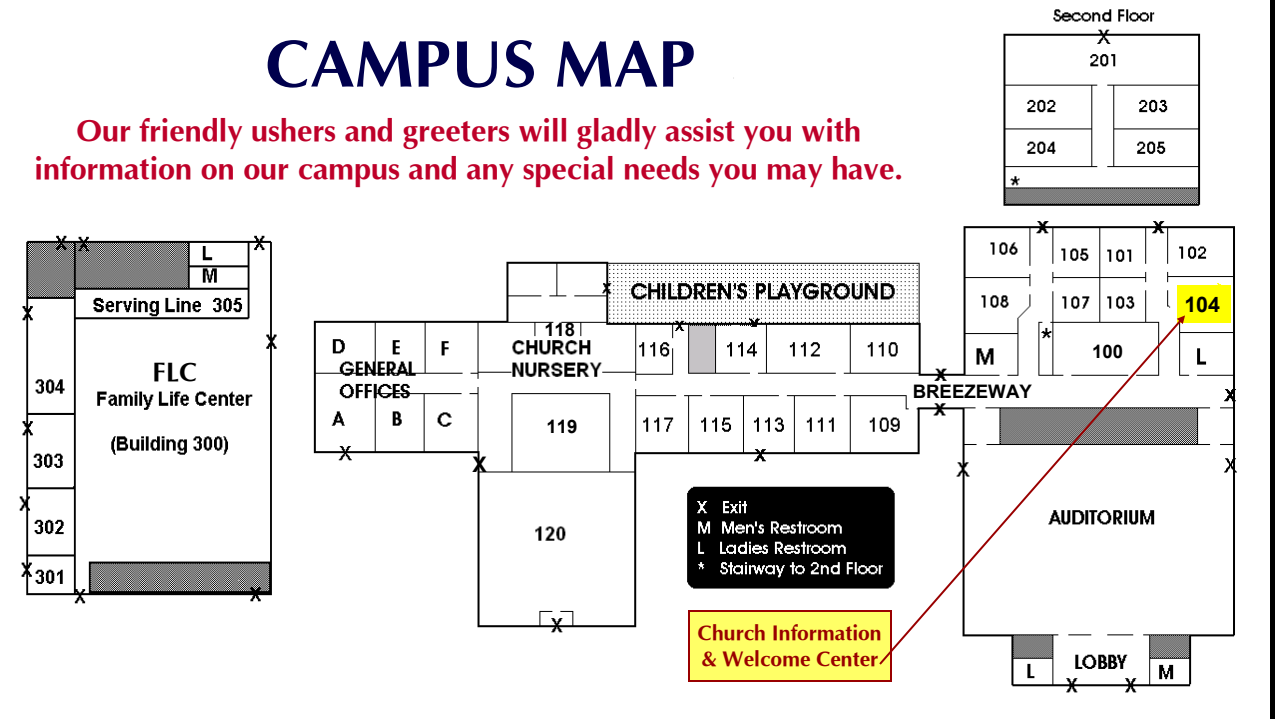 CAMPUS MAP
Our friendly ushers and greeters will gladly assist you with
information on our campus and any special needs you may have.
Second Floor
X
201
202 203
204 205
*
X X X
L
M
Serving Line 305
X
X
FLC
Family Life Center
(Building 300)
304
X
303
X
302
X
301
X X
CHILDREN'S PLAYGROUND
X
X X
118
CHURCH
NURSERY
D E F
GENERAL
OFFICES
A B C
X
X
116 114 112 110
119
117 115 113 111 109
X
120
X
X X
106 105 101 102
108 107 103 104
*
M 100 L
X
BREEZEWAY
X
X
X X
AUDITORIUM
L LOBBY M
X X
X Exit
M Men's Restroom
L Ladies Restroom
* Stairway to 2nd Floor
Church Information
& Welcome Center